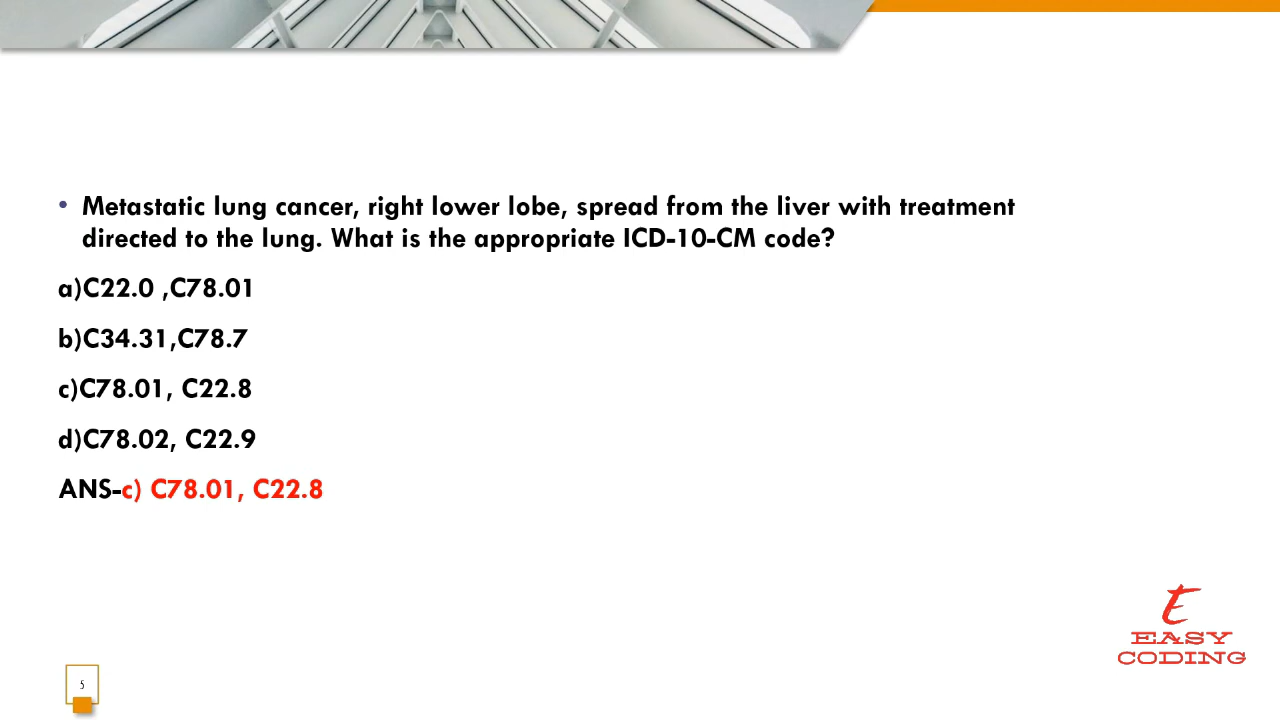 • Metastatic lung cancer, right lower lobe, spread from the liver with treatment
directed to the lung. What is the appropriate ICD-10-CM code?
a)C22.0 ,C78.01
b)C34.31,C78.7
c)C78.01, C22.8
d)C78.02, C22.9
ANS-c) C78.01, C22.8
E
EASY
CODING
5